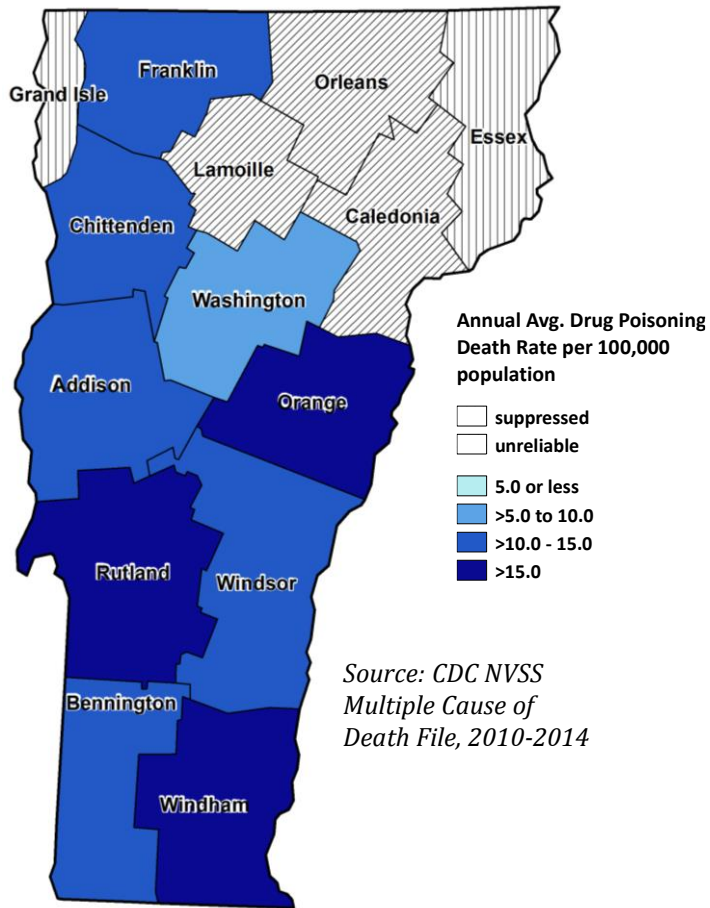 Franklin
Orleans
Grand Isle
Essex
Lamoille
Caledonia
Chittenden
Washington
Addison
Orange
Rutland
Windsor
Bennington
Windham
Annual Avg. Drug Poisoning
Death Rate per 100,000
population
suppressed
unreliable
5.0 or less
>5.0 to 10.0
>10.0 - 15.0
>15.0
Source: CDC NVSS
Multiple Cause of
Death File, 2010-2014